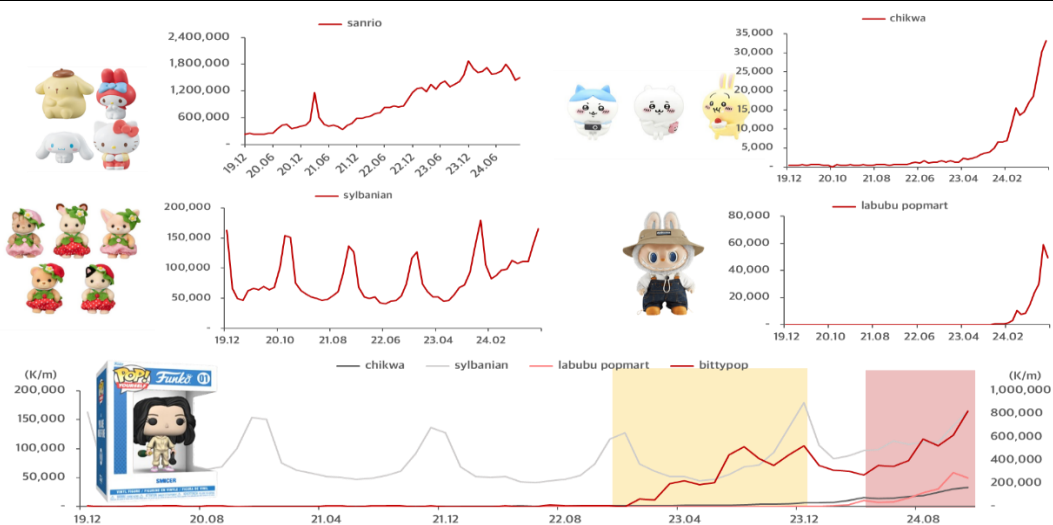 sanrio
2,400,000
1,800,000
1,200,000
600,000
-
19.12 20.06 20.12 21.06 21.12 22.06 22.12 23.06 23.12 24.06
chikwa
35,000
30,000
25,000
20,000
15,000
10,000
5,000
-
19.12 20.10 21.08 22.06 23.04 24.02
sylbanian
200,000
150,000
100,000
50,000
-
19.12 20.10 21.08 22.06 23.04 24.02
labubu popmart
80,000
60,000
40,000
20,000
-
19.12 20.10 21.08 22.06 23.04 24.02
chikwa sylbanian labubu popmart bittypop
(K/m)
200,000
150,000
100,000
50,000
-
(K/m)
1,000,000
800,000
600,000
400,000
200,000
-
19.12 20.08 21.04 21.12 22.08 23.04 23.12 24.08
POP!
YOURSELF
Funko
01